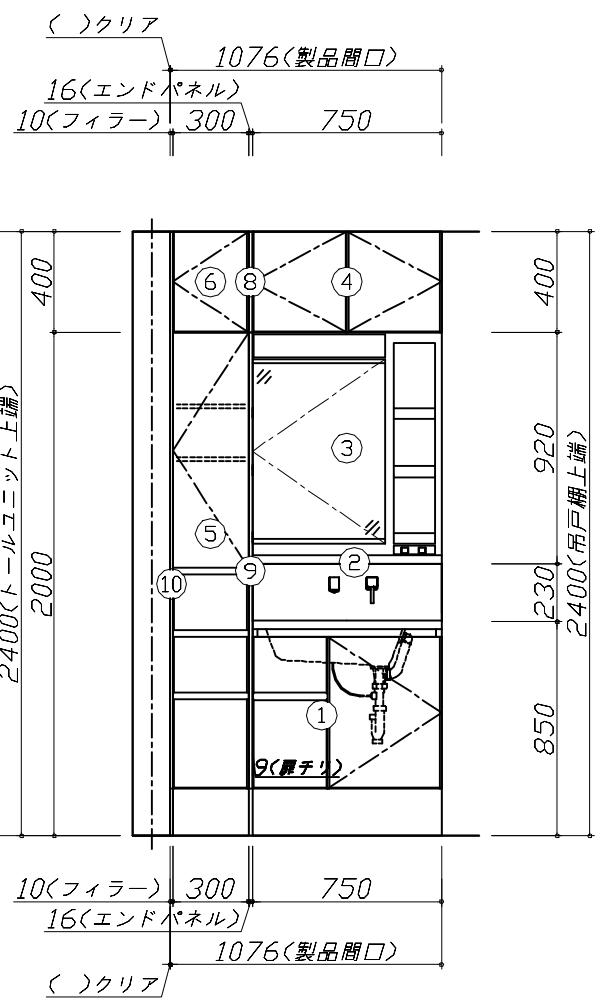 ( )クリア
1076(製品間口)
16(エンドパネル)
10(フィラー) 300 750
400
2000
2400(トールユニット上端)
6
8
4
3
5
2
9
10
1
9(扉チリ)
400
920
230
850
2400(吊戸棚上端)
10(フィラー) 300 750
16(エンドパネル)
1076(製品間口)
( )クリア